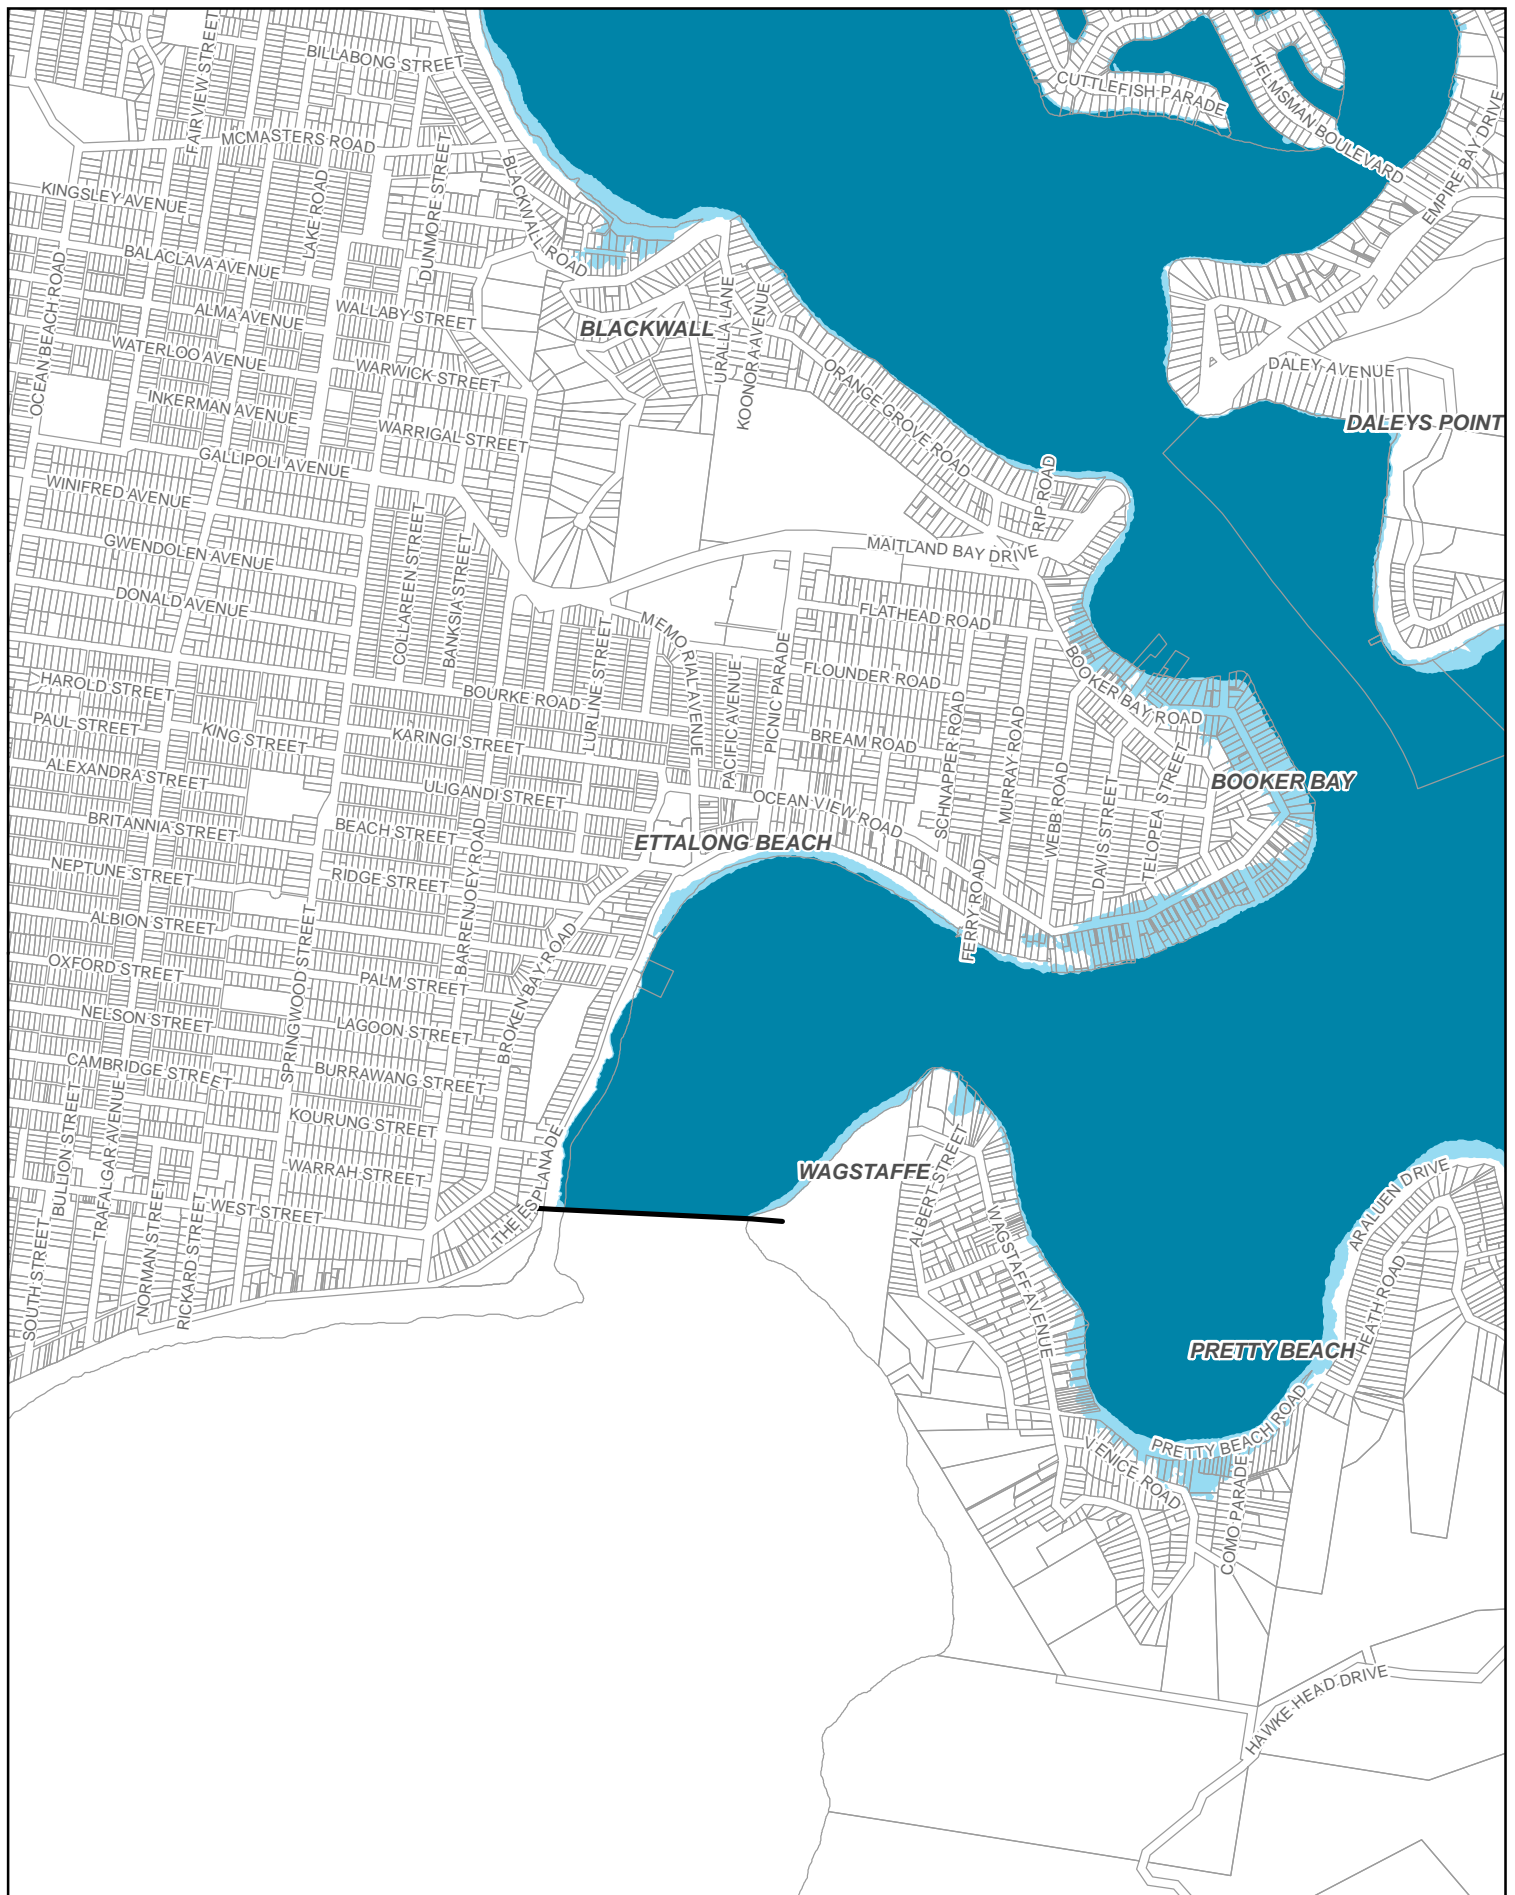 BILLABONG STREET
FAIRVIEW STREET
CUTTLEFISH PARADE
HELMSMAN BOULEVARD
EMPIRE BAY DRIVE
MCMASTERS ROAD
DUNMORE STREET
BLACKWALL ROAD
KINGSLEY AVENUE
LAKE ROAD
BALACLAVA AVENUE
OCEAN BEACH ROAD
ALMA AVENUE
WALLABY STREET
BLACKWALL
URALLA LANE
KOONORA AVENUE
WATERLOO AVENUE
WARWICK STREET
ORANGE GROVE ROAD
DALEY AVENUE
INKERMAN AVENUE
WARRIGAL STREET
DALEYS POINT
GALLIPOLI AVENUE
WINIFRED AVENUE
RIP ROAD
COLLAREEN STREET
BANKSIA STREET
GWENDOLEN AVENUE
MAITLAND BAY DRIVE
DONALD AVENUE
FLATHEAD ROAD
LURLINE STREET
MEMORIAL AVENUE
PACIFIC AVENUE
PICNIC PARADE
FLOUNDER ROAD
BOOKER BAY ROAD
HAROLD STREET
BOURKE ROAD
PAUL STREET
KING STREET
KARINGI STREET
BREAM ROAD
SCHNAPPER ROAD
MURRAY ROAD
WEBB ROAD
DAVIS STREET
TELOPEA STREET
BOOKER BAY
ALEXANDRA STREET
ULIGANDI STREET
OCEAN VIEW ROAD
BRITANNIA STREET
BEACH STREET
BARRENJOEY ROAD
ETTALONG BEACH
NEPTUNE STREET
RIDGE STREET
FERRY ROAD
ALBION STREET
SPRINGWOOD STREET
BROKEN BAY ROAD
OXFORD STREET
PALM STREET
NELSON STREET
LAGOON STREET
CAMBRIDGE STREET
BURRAWANG STREET
BULLION STREET
TRAFALGAR AVENUE
KOURUNG STREET
WARRAH STREET
THE ESPLANADE
WAGSTAFFE
ALBERT STREET
ARALUEN DRIVE
SOUTH STREET
NORMAN STREET
RICKARD STREET
WEST STREET
WAGSTAFF AVENUE
HEATH ROAD
PRETTY BEACH
PRETTY BEACH ROAD
VENICE ROAD
COMO PARADE
HAWKE HEAD DRIVE